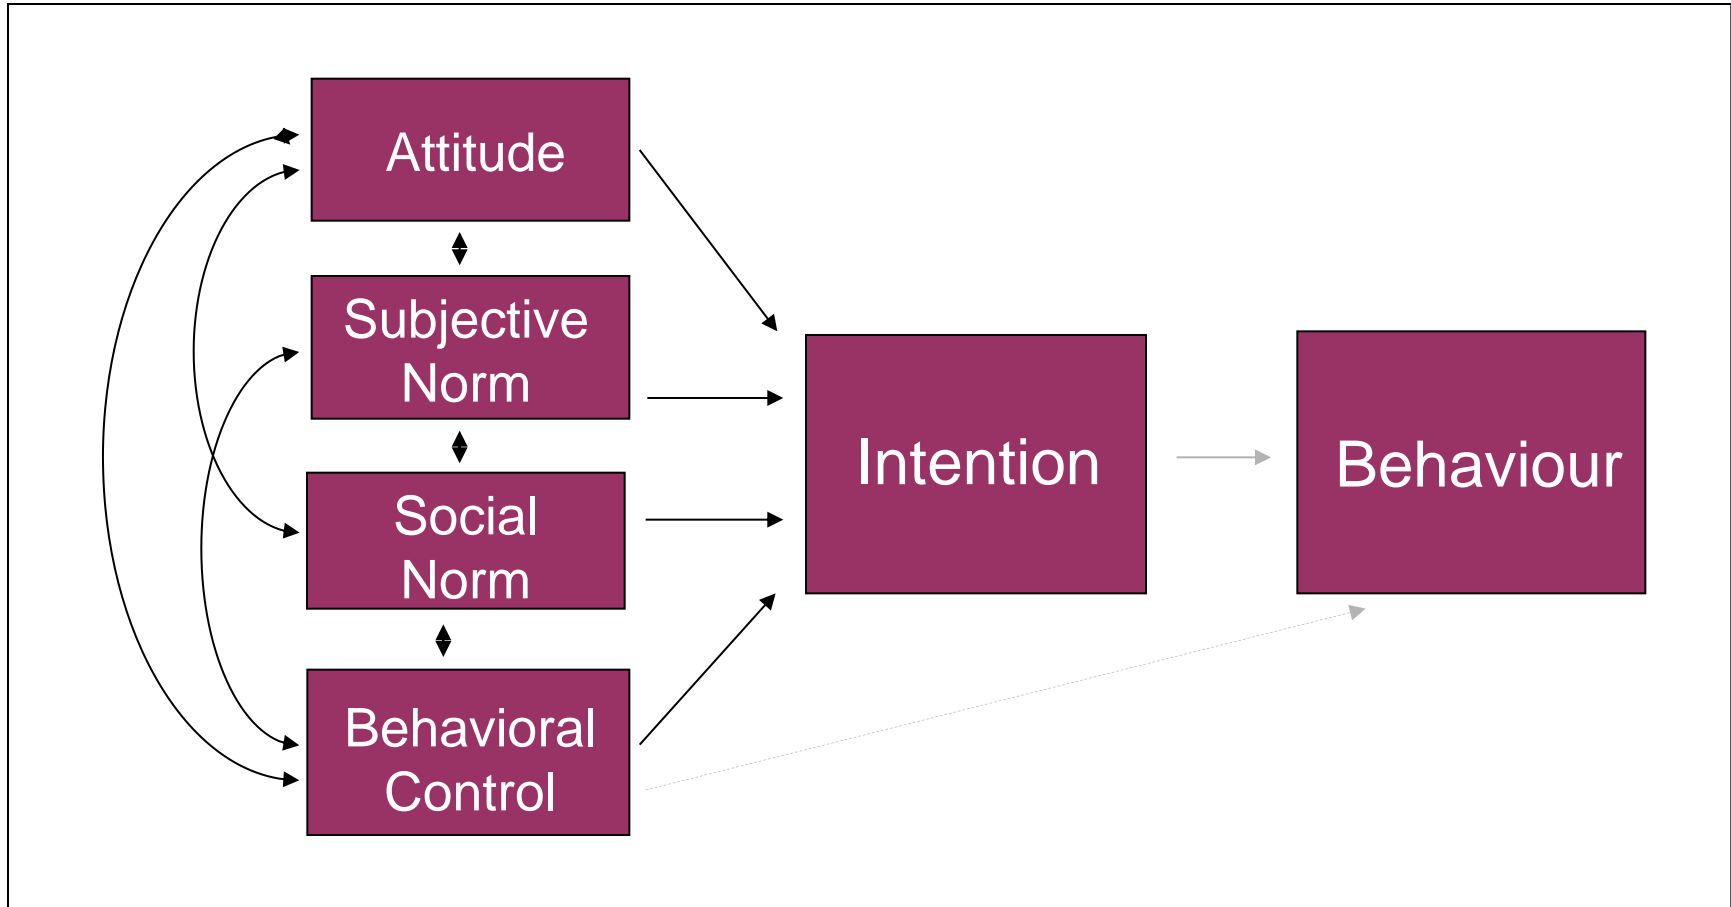 Attitude
Subjective
Norm
Social
Norm
Behavioral
Control
Intention
Behaviour